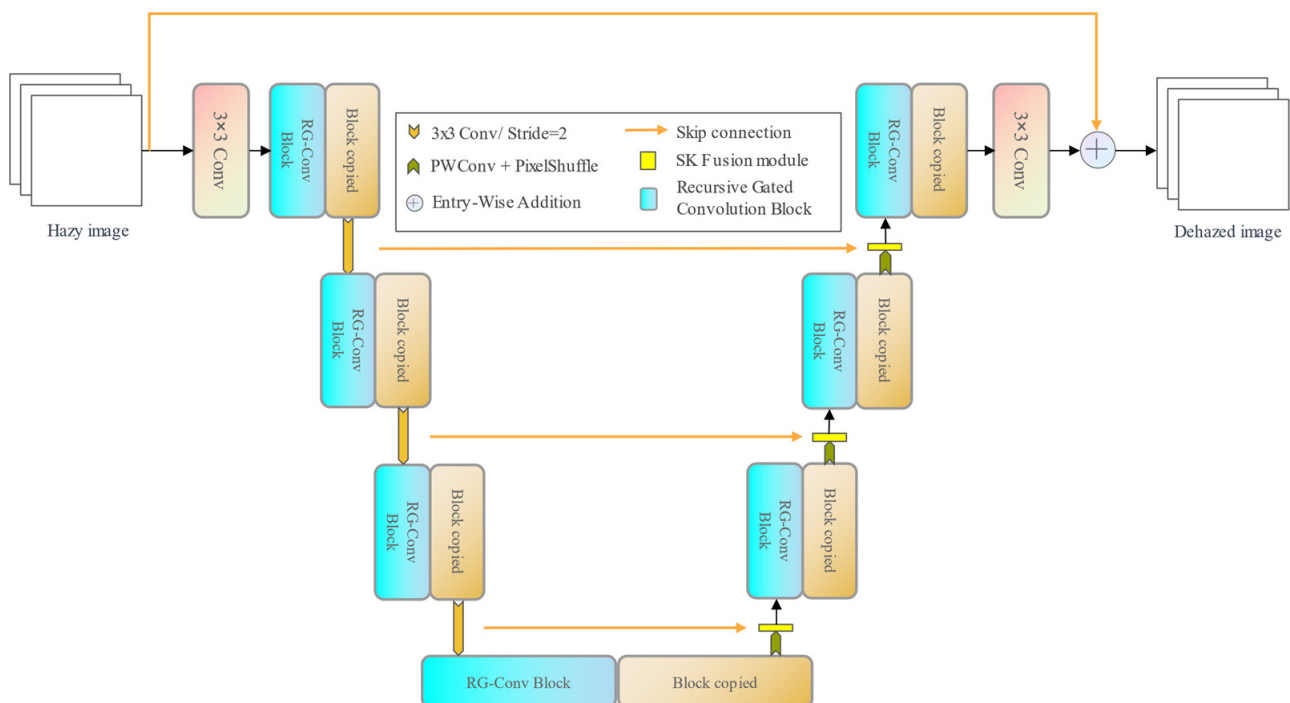 Hazy image
3×3 Conv
RG-Conv
Block
Block copied
3x3 Conv/ Stride=2
PWConv + PixelShuffle
Entry-Wise Addition
Skip connection
SK Fusion module
Recursive Gated
Convolution Block
RG-Conv
Block
Block copied
3×3 Conv
Dehazed image
RG-Conv
Block
Block copied
RG-Conv
Block
Block copied
RG-Conv
Block
Block copied
RG-Conv
Block
Block copied
RG-Conv Block
Block copied